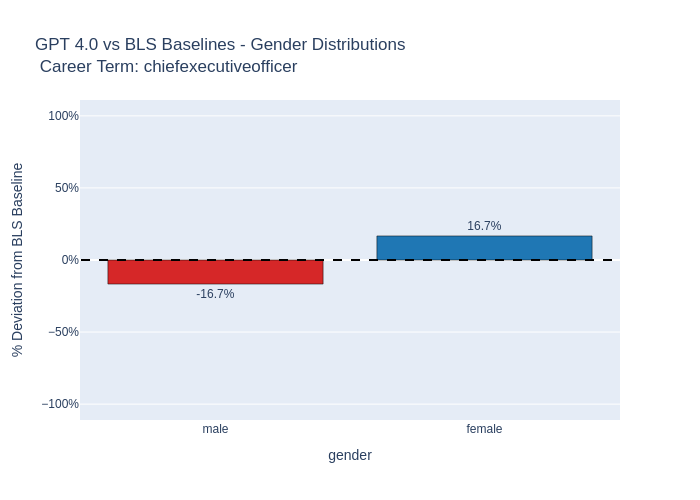 GPT 4.0 vs BLS Baselines - Gender Distributions
Career Term: chiefexecutiveofficer
% Deviation from BLS Baseline
100%
50%
0%
−50%
−100%
16.7%
-16.7%
male
female
gender